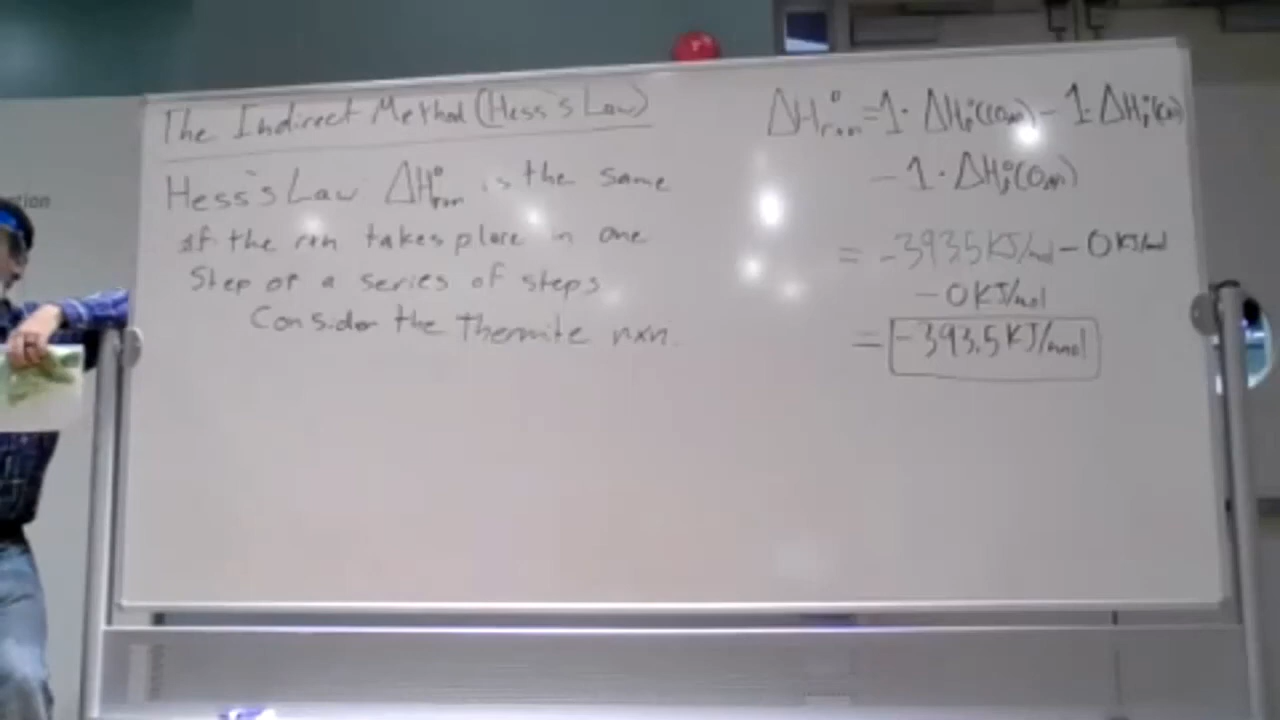 The Indirect Method (Hess's Law)
Hess's Law ΔH°rxn is the same
if the rxn takes place in one
Step or a series of steps
Consider the Thermite rxn.
ΔH°rxn = 1 · ΔH°f(CO₂(g)) - 1 · ΔH°f
- 1 · ΔH°f(O₂(g))
= -393.5 KJ/mol - 0 KJ/mol
- 0 KJ/mol
= -393.5 KJ/mol